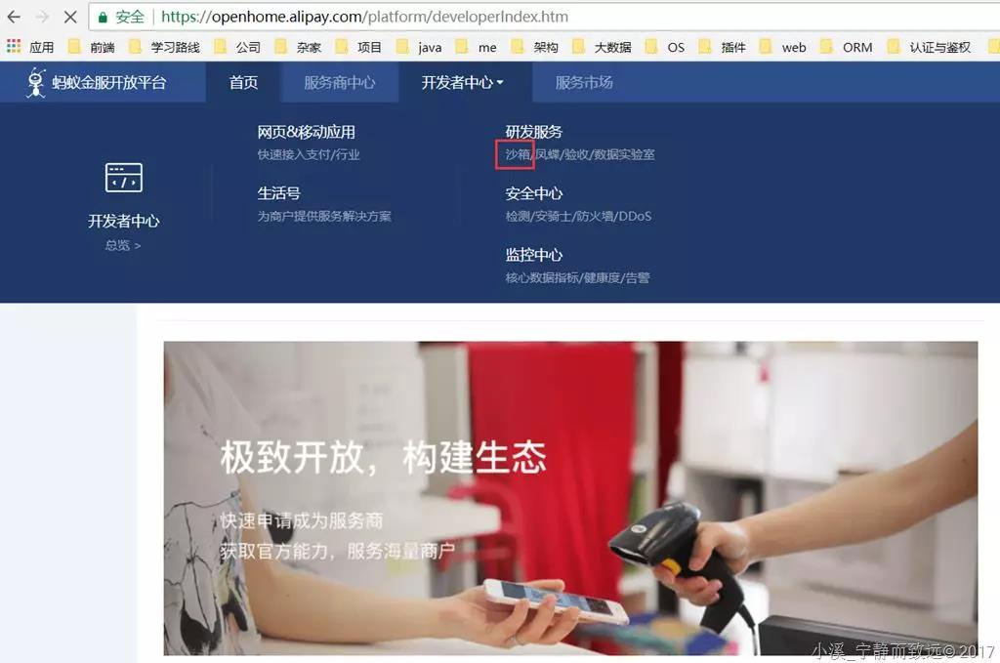 安全 https://openhome.alipay.com/platform/developerIndex.htm
应用 前端 学习路线 公司 杂家 项目 java me 架构 大数据 OS 插件 web ORM 认证与鉴权
蚂蚁金服开放平台 首页 服务商中心 开发者中心 服务市场
开发者中心
总览 >
网页&移动应用
快速接入支付/行业
生活号
为商户提供服务解决方案
研发服务
沙箱/凤蝶/验收/数据实验室
安全中心
检测/安骑士/防火墙/DDoS
监控中心
核心数据指标/健康度/告警
极致开放，构建生态
快速申请成为服务商
获取官方能力，服务海量商户
小溪_宁静而致远© 2017